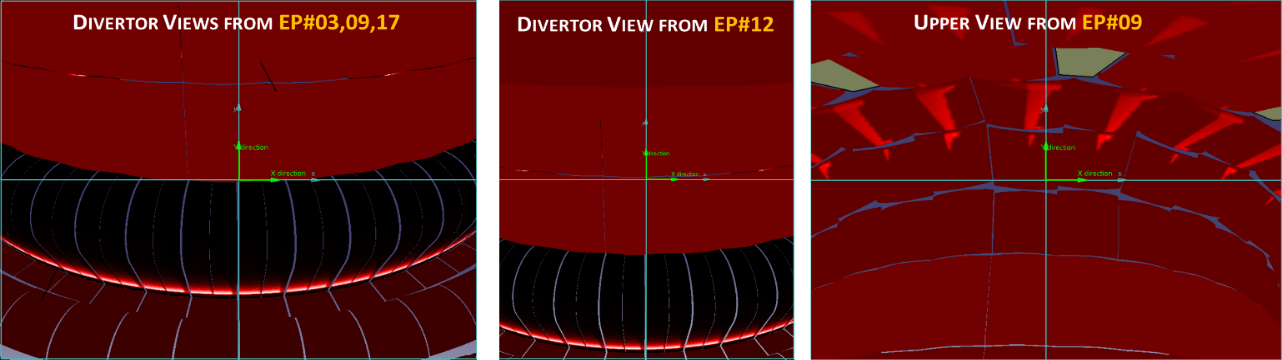 DIVERTOR VIEWS FROM EP#03,09,17
y
Y direction
X direction x
DIVERTOR VIEW FROM EP#12
y
Y direction
X direction x
UPPER VIEW FROM EP#09
y
Y direction
X direction x